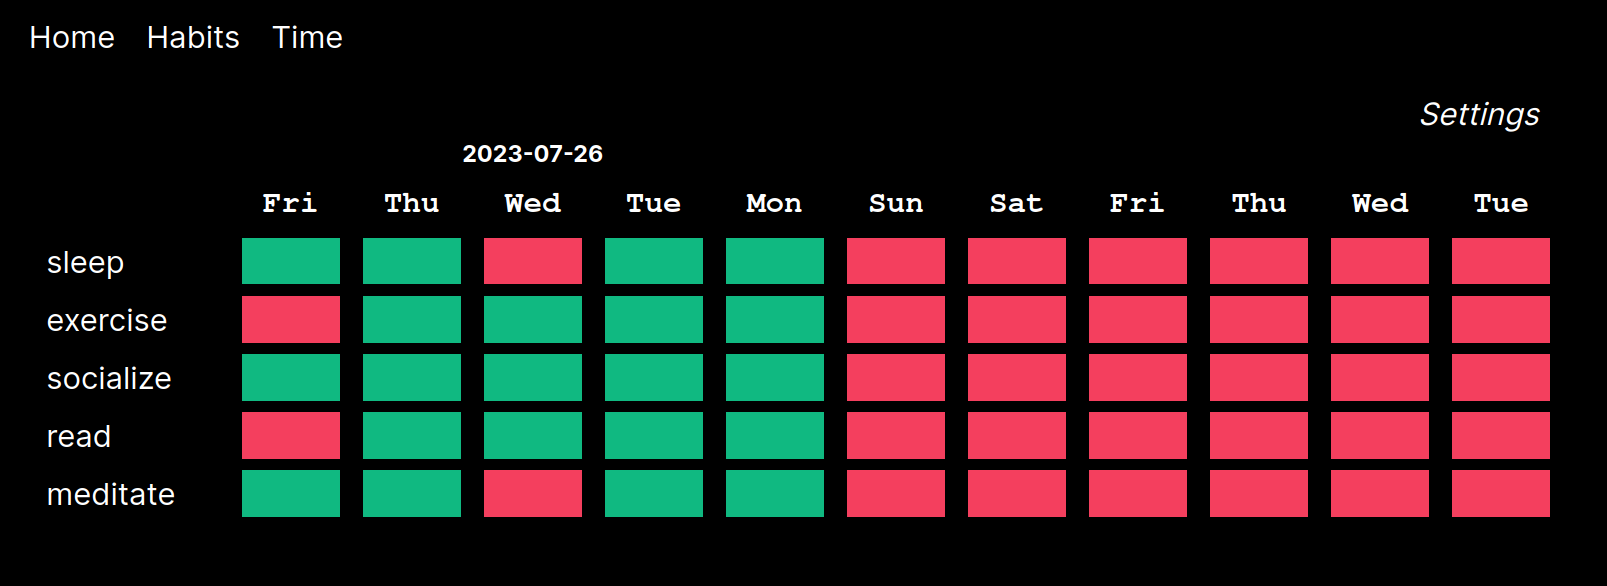 Home Habits Time
Settings
2023-07-26
Fri Thu Wed Tue Mon Sun Sat Fri Thu Wed Tue
sleep
exercise
socialize
read
meditate